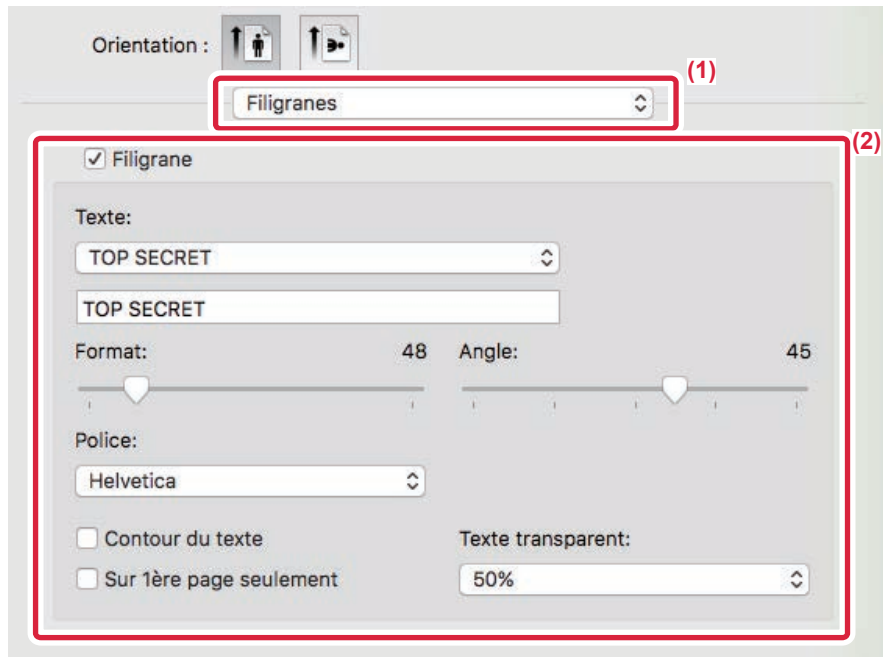 Orientation :
(1)
Filigranes
(2)
Filigrane
Texte:
TOP SECRET
TOP SECRET
Format: 48 Angle: 45
Police:
Helvetica
Contour du texte Texte transparent:
Sur 1ère page seulement 50%